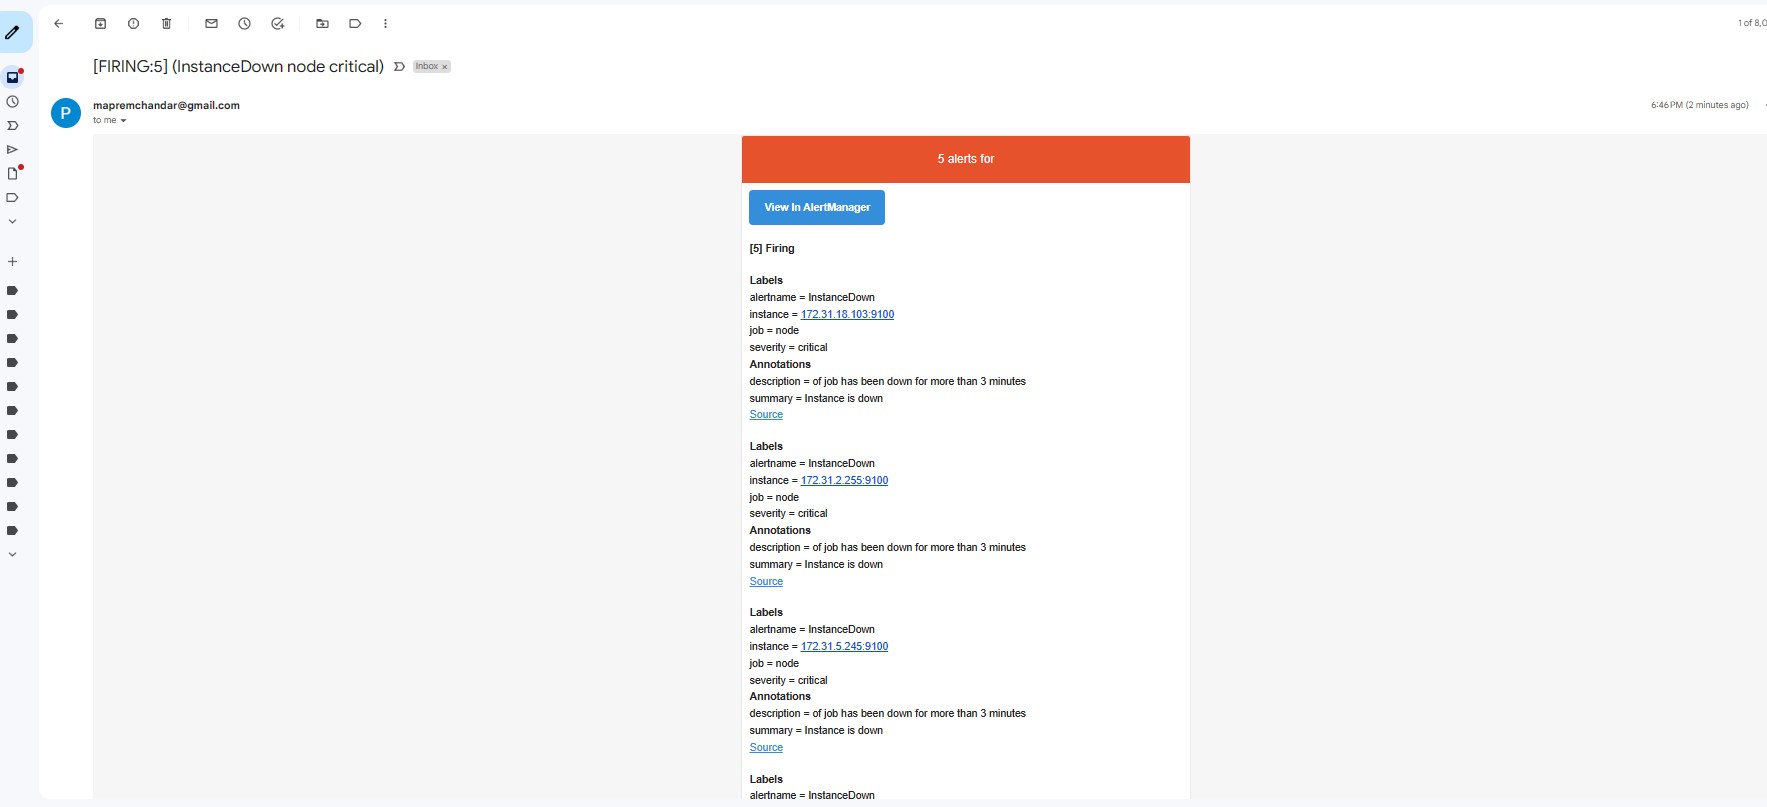 1 of 8,0
[FIRING:5] (InstanceDown node critical)
Inbox x
P
mapremchandar@gmail.com
6:46 PM (2 minutes ago)
to me
5 alerts for
View In AlertManager
[5] Firing
Labels
alertname = InstanceDown
instance = 172.31.18.103:9100
job = node
severity = critical
Annotations
description = of job has been down for more than 3 minutes
summary = Instance is down
Source
Labels
alertname = InstanceDown
instance = 172.31.2.255:9100
job = node
severity = critical
Annotations
description = of job has been down for more than 3 minutes
summary = Instance is down
Source
Labels
alertname = InstanceDown
instance = 172.31.5.245:9100
job = node
severity = critical
Annotations
description = of job has been down for more than 3 minutes
summary = Instance is down
Source
Labels
alertname = InstanceDown